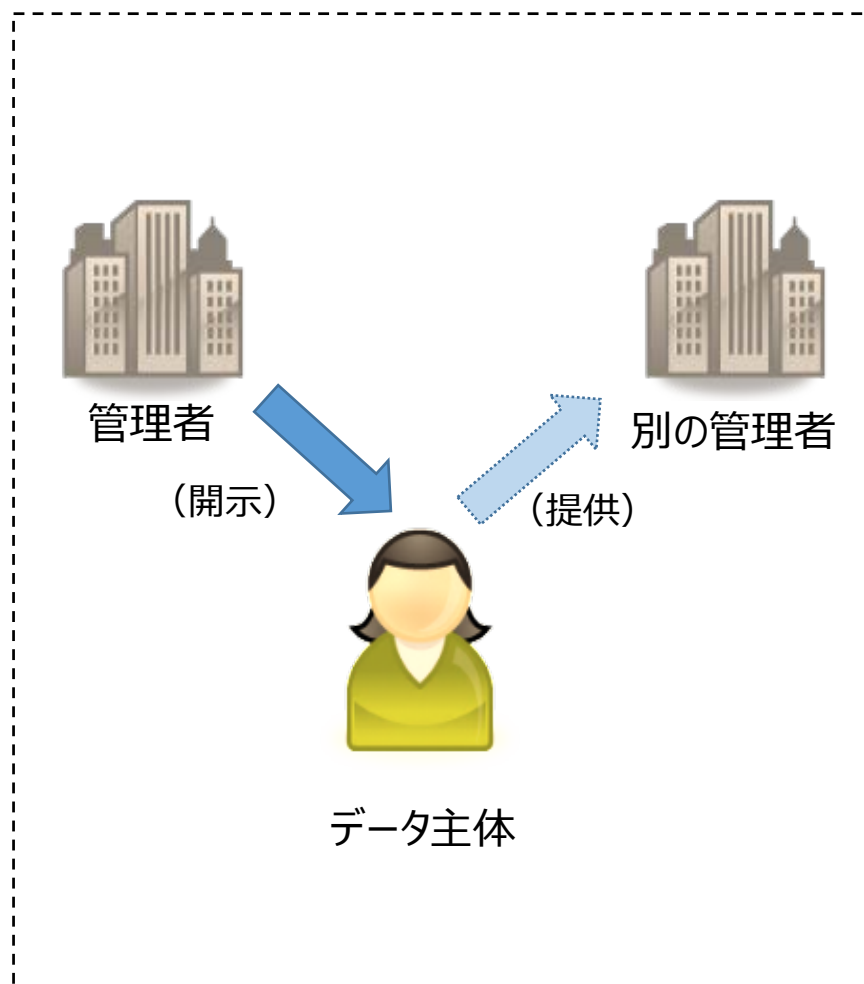 管理者
別の管理者
（開示）
（提供）
データ主体